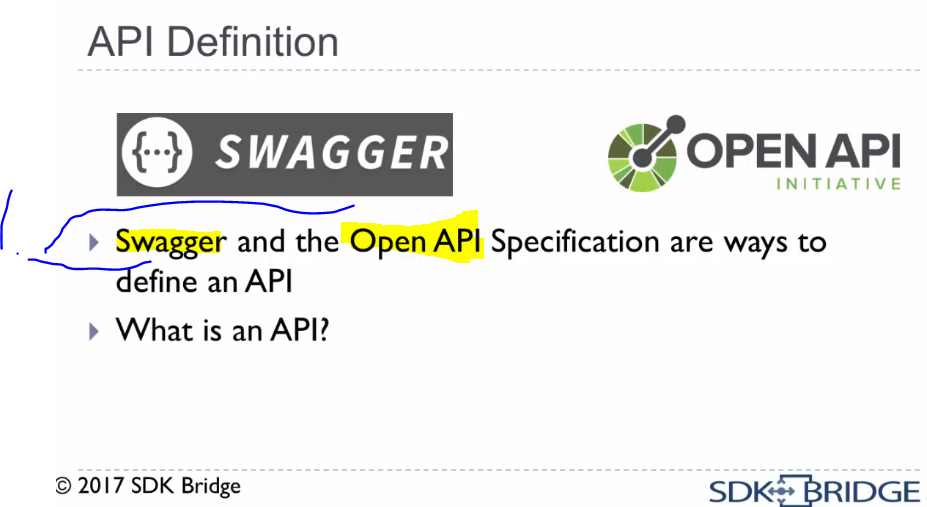 API Definition
{···} SWAGGER
OPEN API
INITIATIVE
Swagger and the Open API Specification are ways to
define an API
What is an API?
© 2017 SDK Bridge
SDK BRIDGE